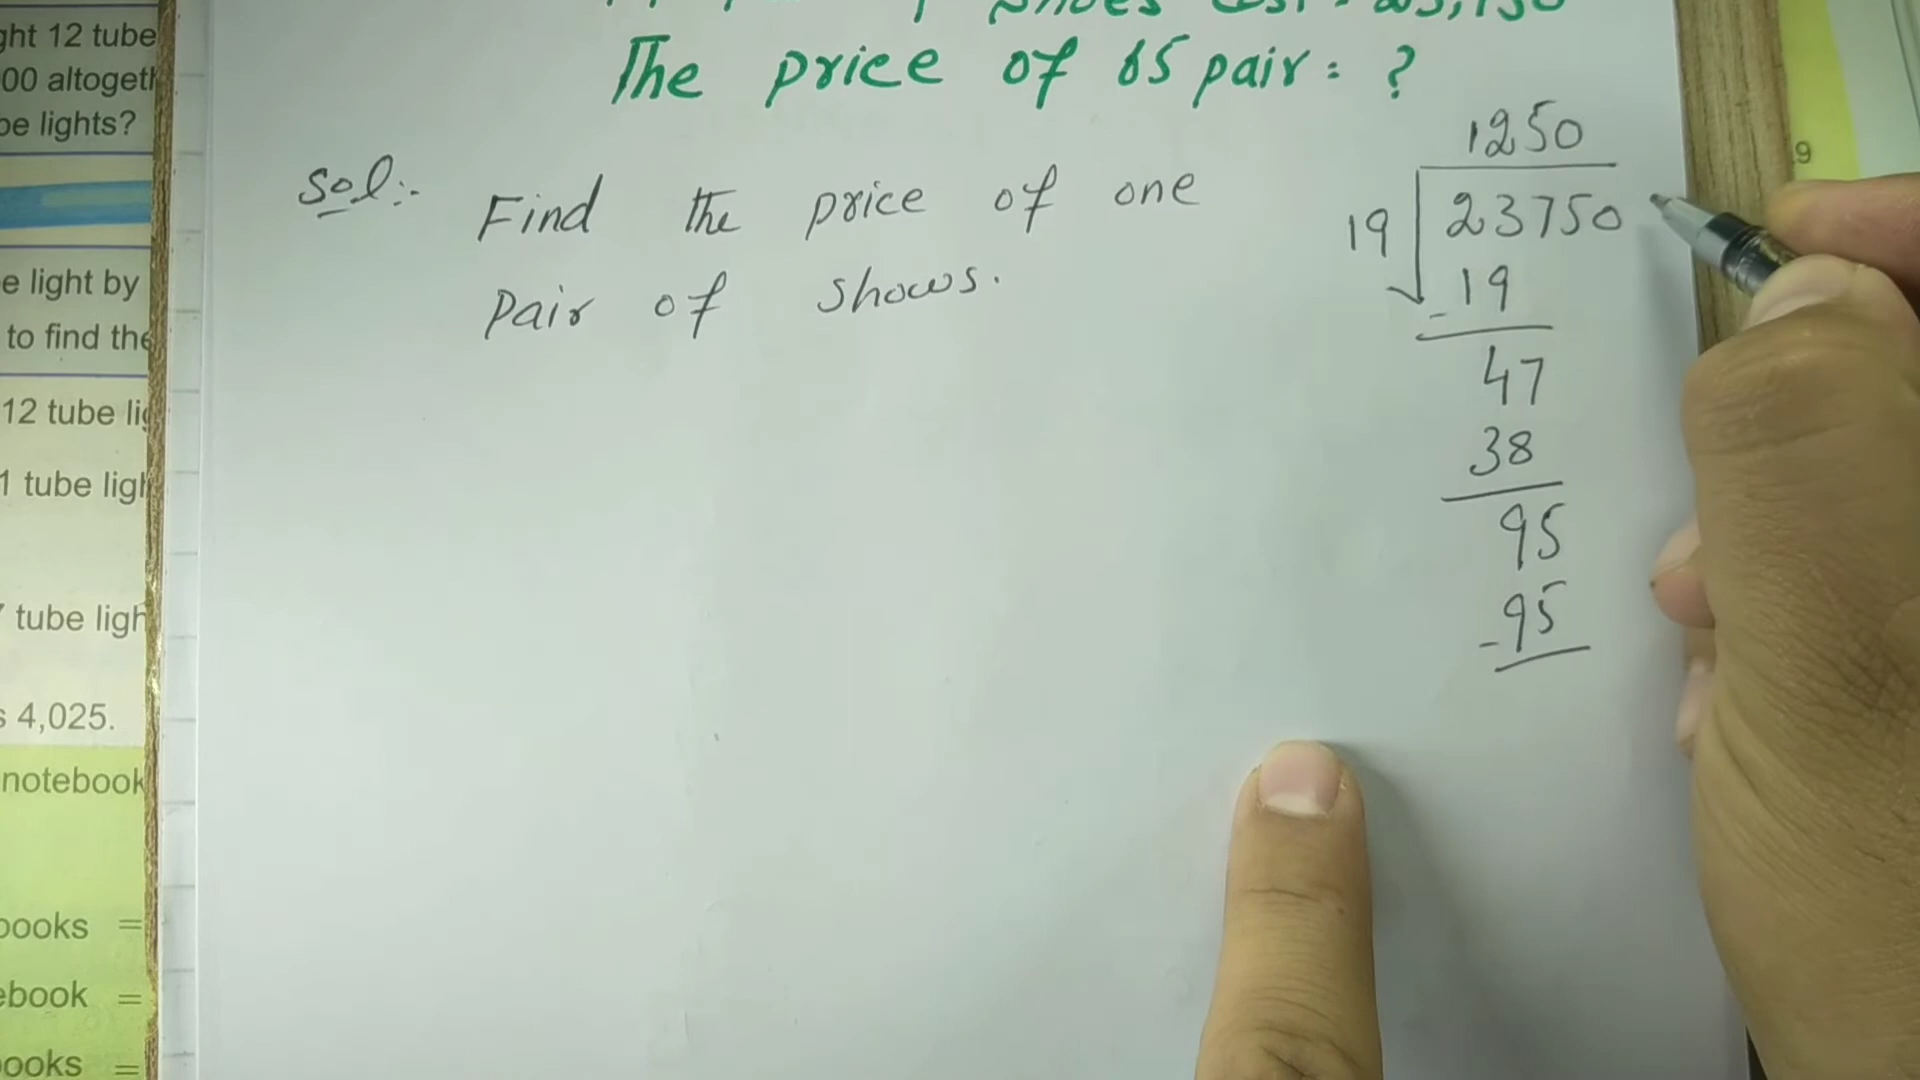 The price of 65 pair = ?
Sol:- Find the price of one
Pair of shows.
1250
19 23750
- 19
47
38
95
- 95
ght 12 tube
00 altogeth
be lights?
e light by
to find the
12 tube lig
1 tube ligh
tube ligh
4,025.
notebook
books =
ebook =
ooks =
9